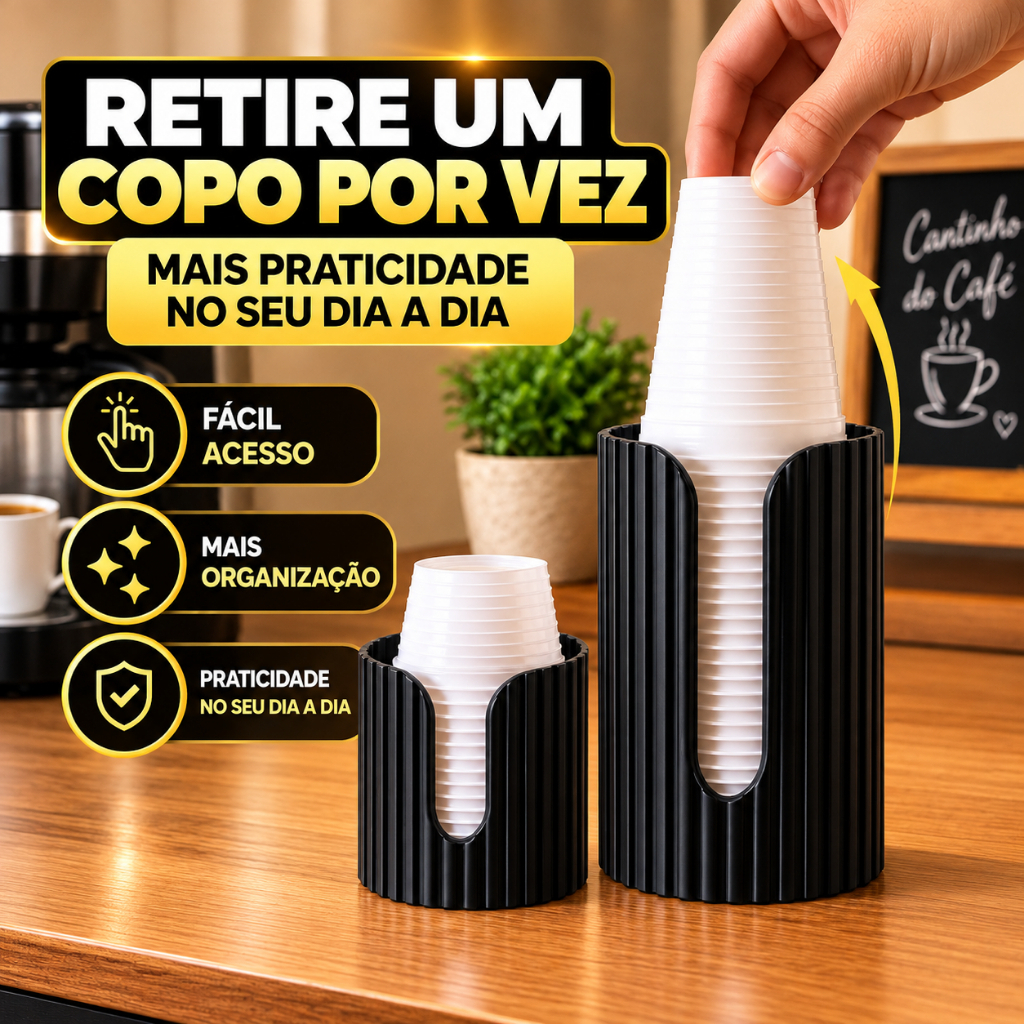 RETIRE UM
COPO POR VEZ
MAIS PRATICIDADE
NO SEU DIA A DIA
FÁCIL
ACESSO
MAIS
ORGANIZAÇÃO
PRATICIDADE
NO SEU DIA A DIA
Cantinho
do Café